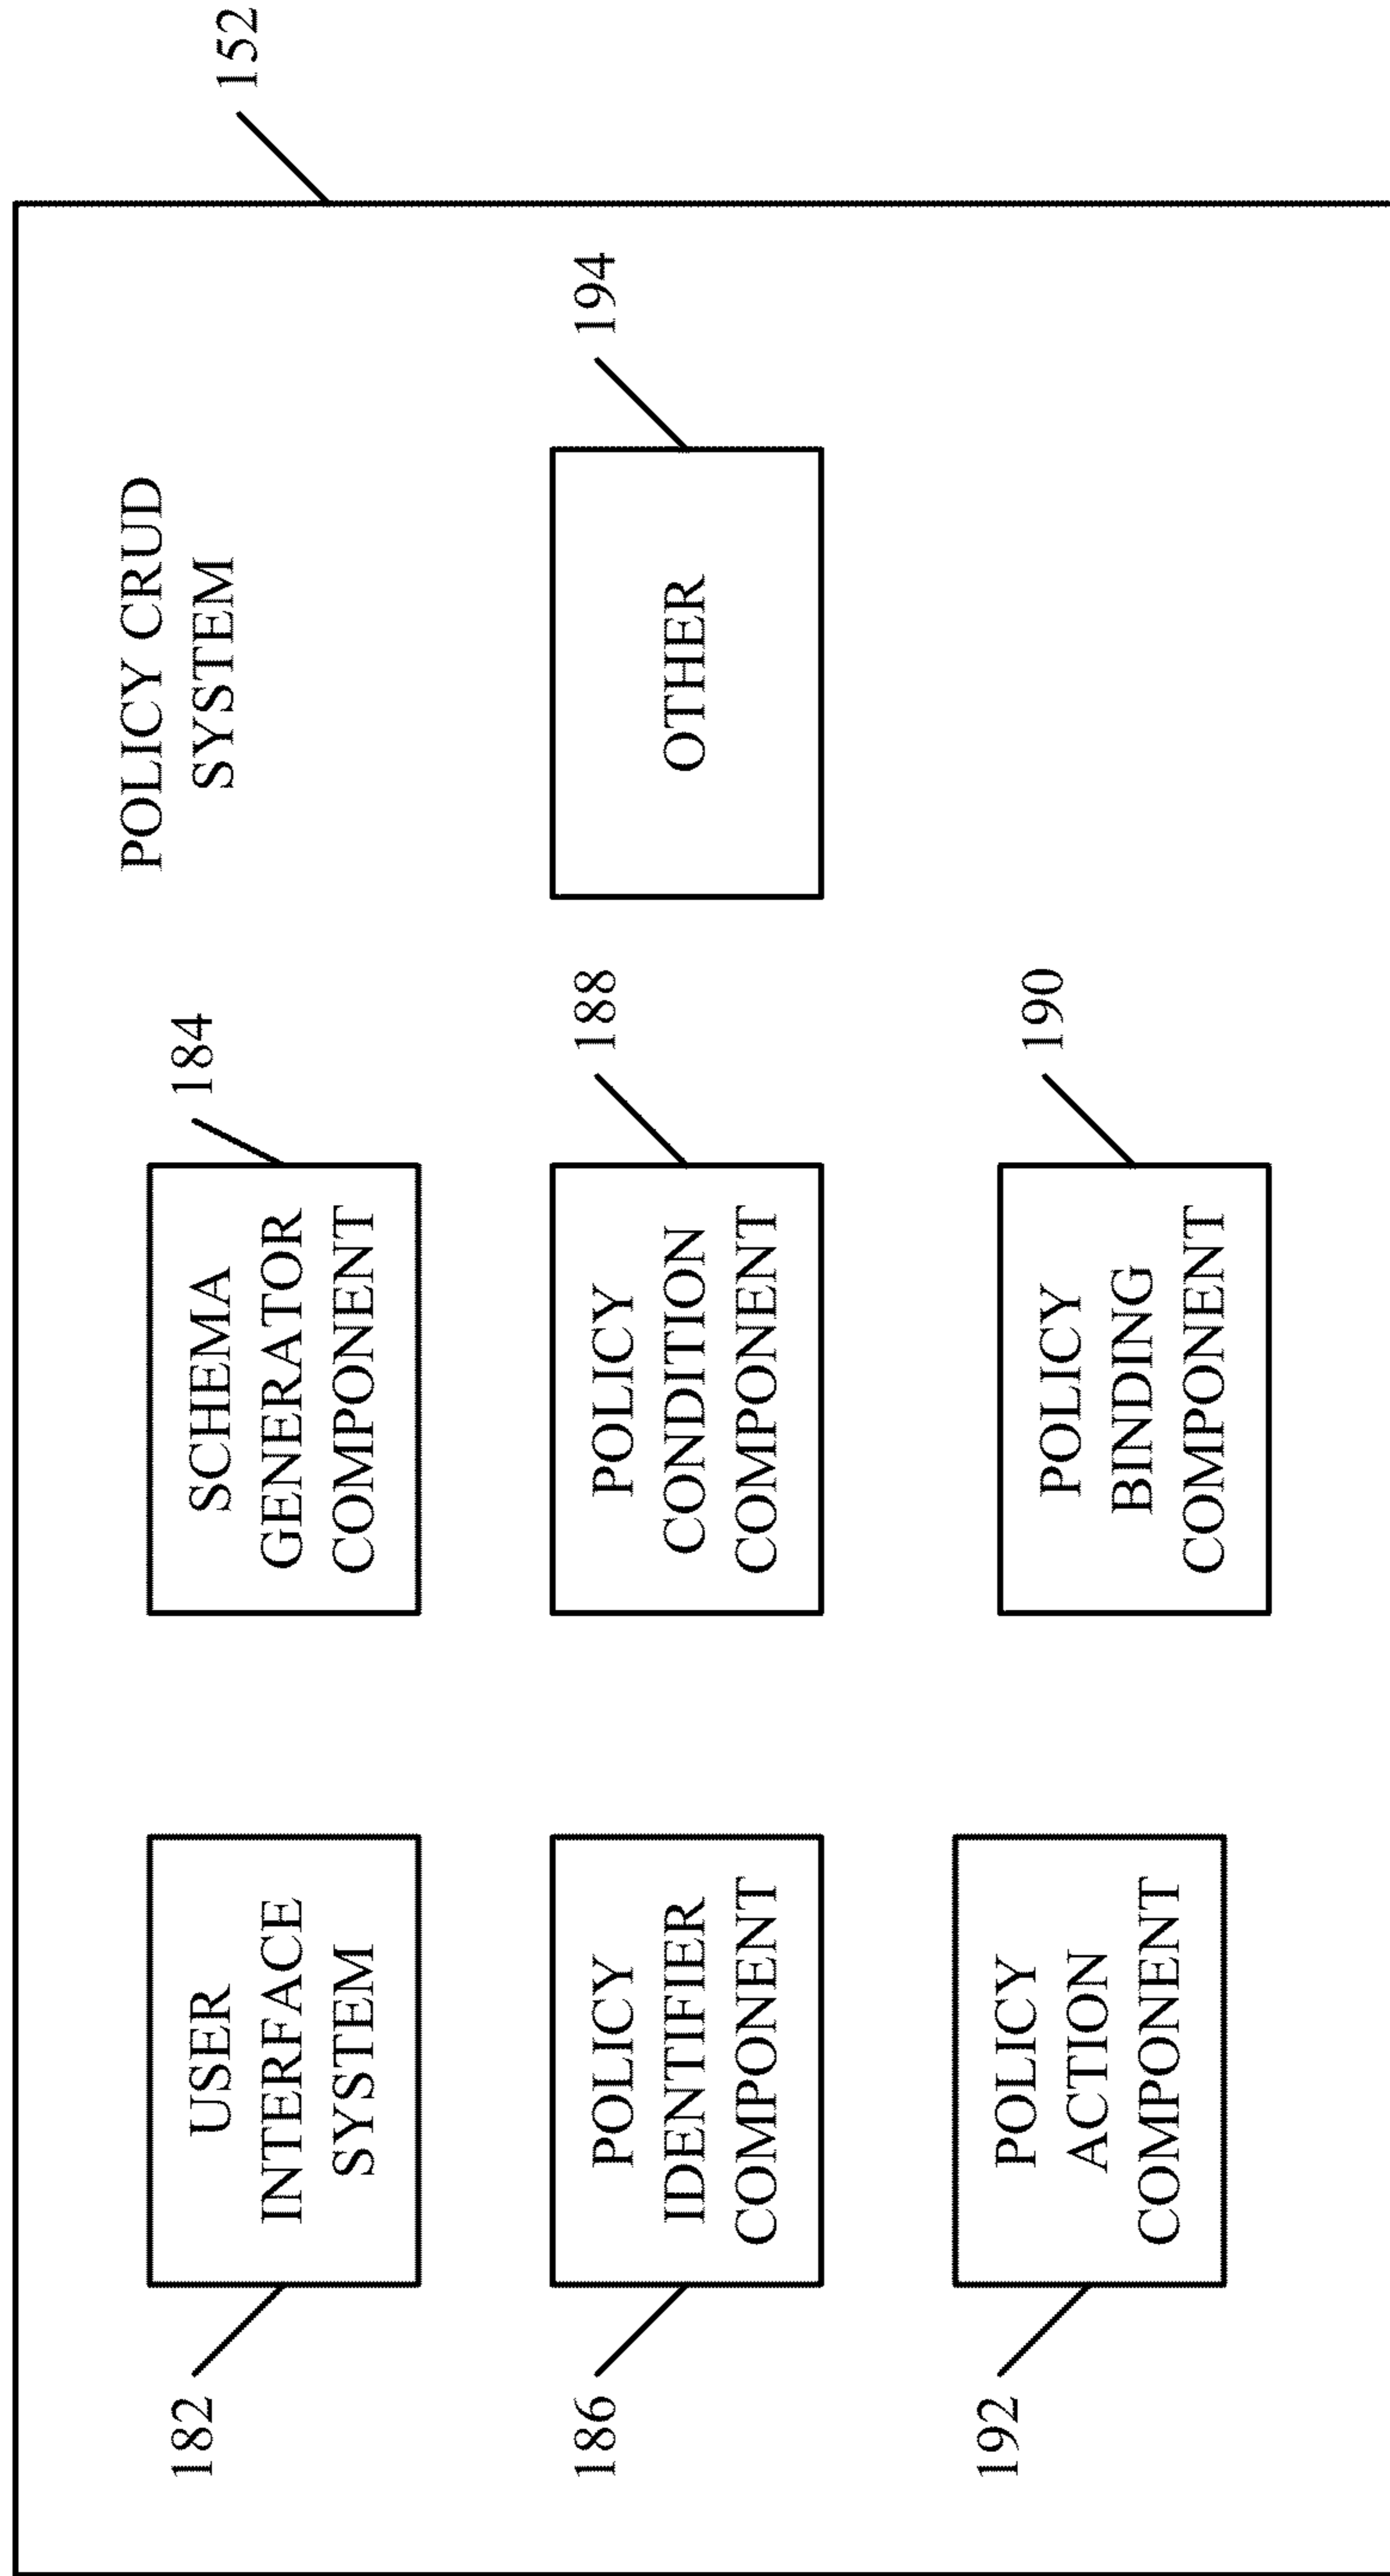 POLICY CRUD
SYSTEM
152
182
USER
INTERFACE
SYSTEM
SCHEMA
GENERATOR
COMPONENT
184
186
POLICY
IDENTIFIER
COMPONENT
POLICY
CONDITION
COMPONENT
188
OTHER
194
192
POLICY
ACTION
COMPONENT
POLICY
BINDING
COMPONENT
190